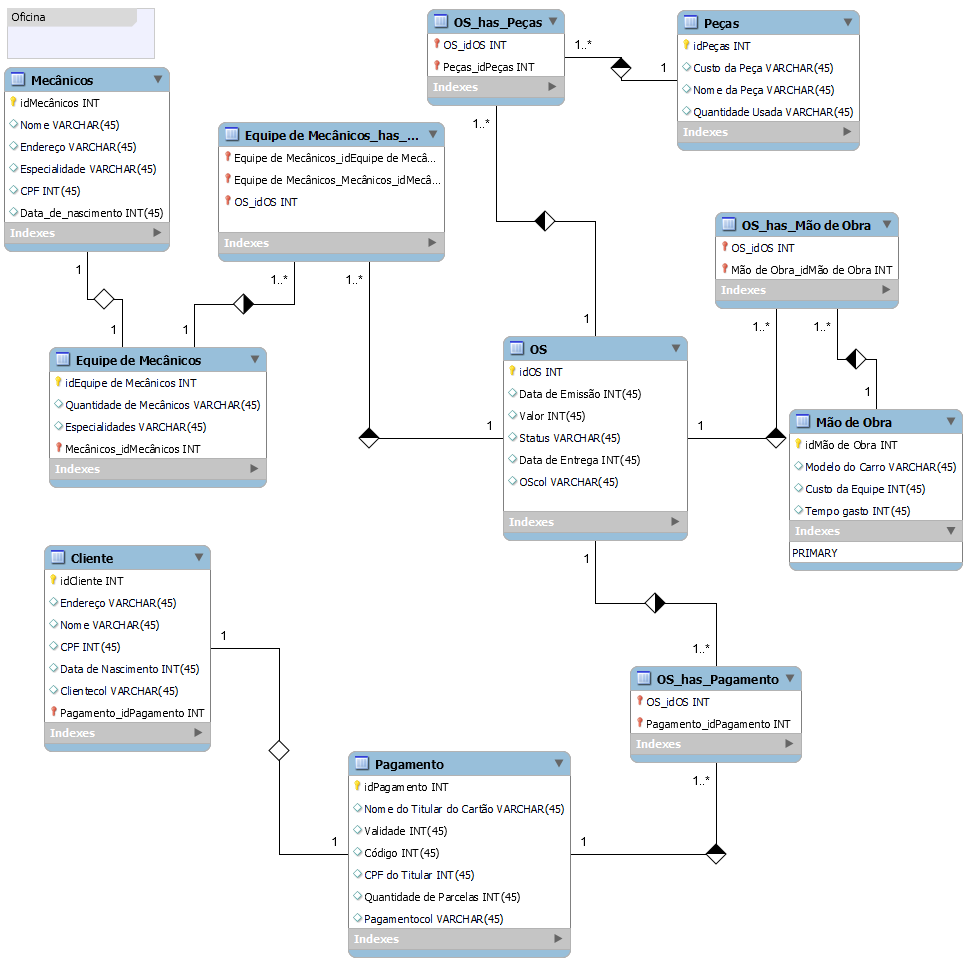 Oficina
Mecânicos
idMecânicos INT
Nome VARCHAR(45)
Endereço VARCHAR(45)
Especialidade VARCHAR(45)
CPF INT(45)
Data_de_nascimento INT(45)
Indexes
1
1
Equipe de Mecânicos_has_...
Equipe de Mecânicos_idEquipe de Mecâ...
Equipe de Mecânicos_Mecânicos_idMecâ...
OS_idOS INT
Indexes
1..*
1..*
1
1
Equipe de Mecânicos
idEquipe de Mecânicos INT
Quantidade de Mecânicos VARCHAR(45)
Especialidades VARCHAR(45)
Mecânicos_idMecânicos INT
Indexes
OS_has_Peças
OS_idOS INT
Peças_idPeças INT
Indexes
1..*
1
1..*
1
Peças
idPeças INT
Custo da Peça VARCHAR(45)
Nome da Peça VARCHAR(45)
Quantidade Usada VARCHAR(45)
Indexes
OS_has_Mão de Obra
OS_idOS INT
Mão de Obra_idMão de Obra INT
Indexes
1..*
1..*
1
1
OS
idOS INT
Data de Emissão INT(45)
Valor INT(45)
Status VARCHAR(45)
Data de Entrega INT(45)
OScol VARCHAR(45)
Indexes
1
Mão de Obra
idMão de Obra INT
Modelo do Carro VARCHAR(45)
Custo da Equipe INT(45)
Tempo gasto INT(45)
Indexes
PRIMARY
Cliente
idCliente INT
Endereço VARCHAR(45)
Nome VARCHAR(45)
CPF INT(45)
Data de Nascimento INT(45)
Clientecol VARCHAR(45)
Pagamento_idPagamento INT
Indexes
1
1
1..*
OS_has_Pagamento
OS_idOS INT
Pagamento_idPagamento INT
Indexes
1..*
1
Pagamento
idPagamento INT
Nome do Titular do Cartão VARCHAR(45)
Validade INT(45)
Código INT(45)
CPF do Titular INT(45)
Quantidade de Parcelas INT(45)
Pagamentocol VARCHAR(45)
Indexes